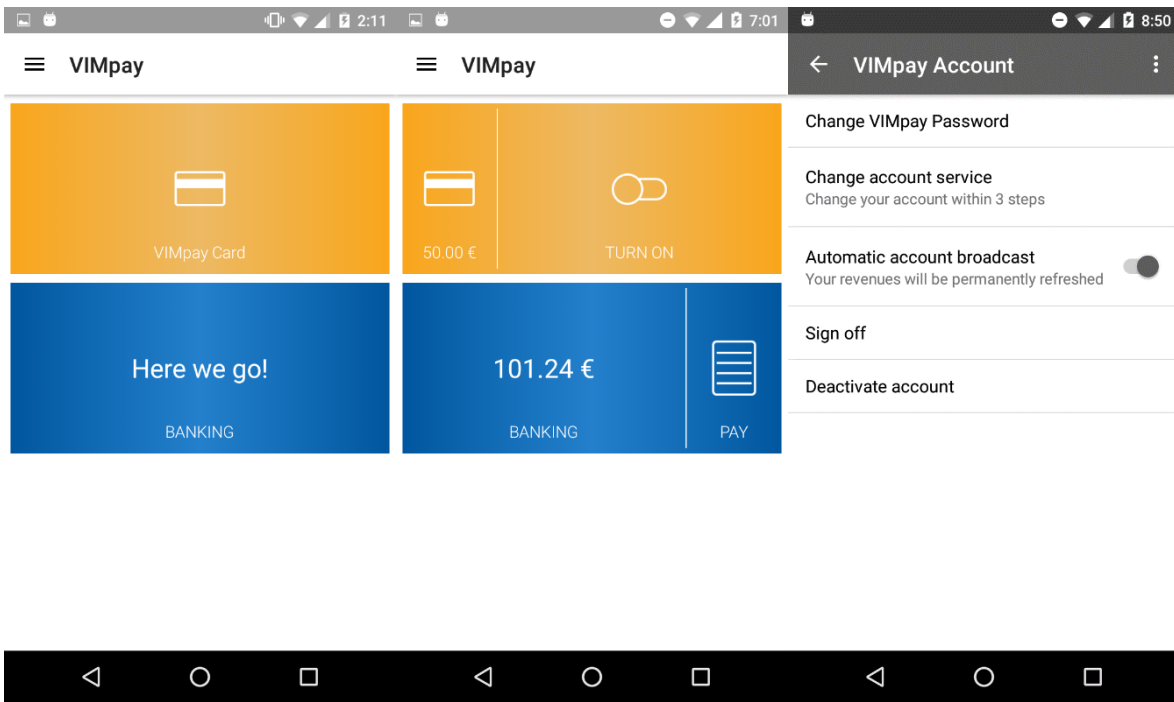 2:11
VIMpay
VIMpay Card
Here we go!
BANKING
7:01
VIMpay
50.00 €
TURN ON
101.24 €
BANKING
PAY
8:50
VIMpay Account
Change VIMpay Password
Change account service
Change your account within 3 steps
Automatic account broadcast
Your revenues will be permanently refreshed
Sign off
Deactivate account